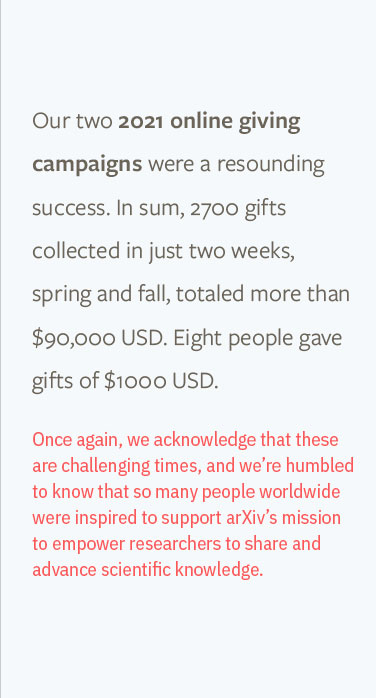 Our two 2021 online giving
campaigns were a resounding
success. In sum, 2700 gifts
collected in just two weeks,
spring and fall, totaled more than
$90,000 USD. Eight people gave
gifts of $1000 USD.
Once again, we acknowledge that these
are challenging times, and we’re humbled
to know that so many people worldwide
were inspired to support arXiv’s mission
to empower researchers to share and
advance scientific knowledge.